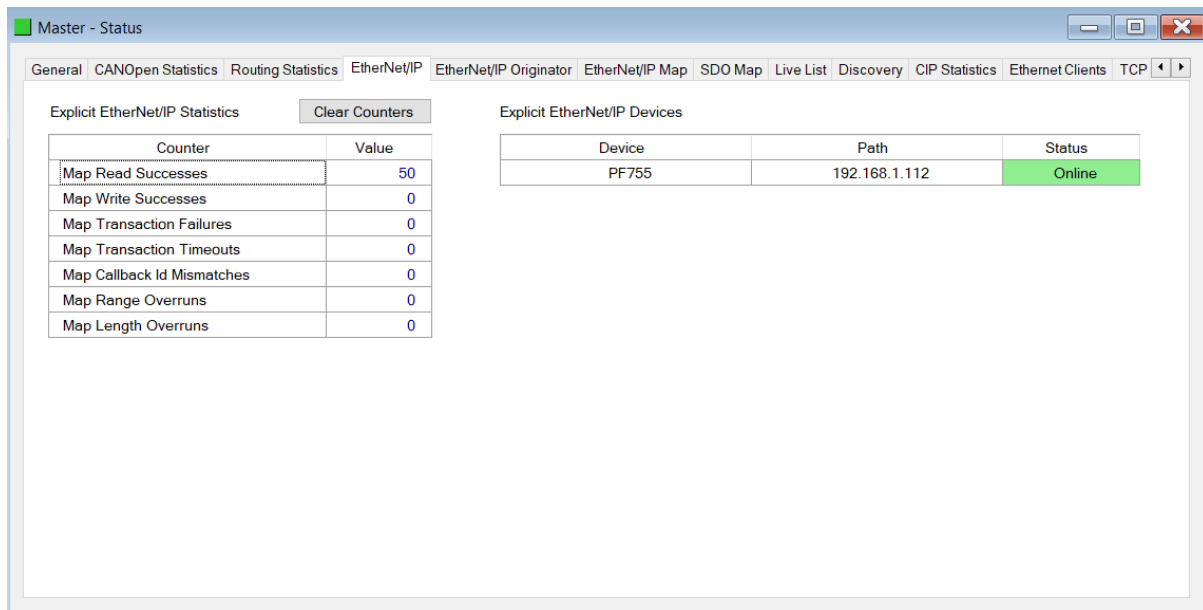 Master - Status
General CANOpen Statistics Routing Statistics EtherNet/IP EtherNet/IP Originator EtherNet/IP Map SDO Map Live List Discovery CIP Statistics Ethernet Clients TCP
Explicit EtherNet/IP Statistics Clear Counters Explicit EtherNet/IP Devices
Counter Value Device Path Status
Map Read Successes 50 PF755 192.168.1.112 Online
Map Write Successes 0
Map Transaction Failures 0
Map Transaction Timeouts 0
Map Callback Id Mismatches 0
Map Range Overruns 0
Map Length Overruns 0